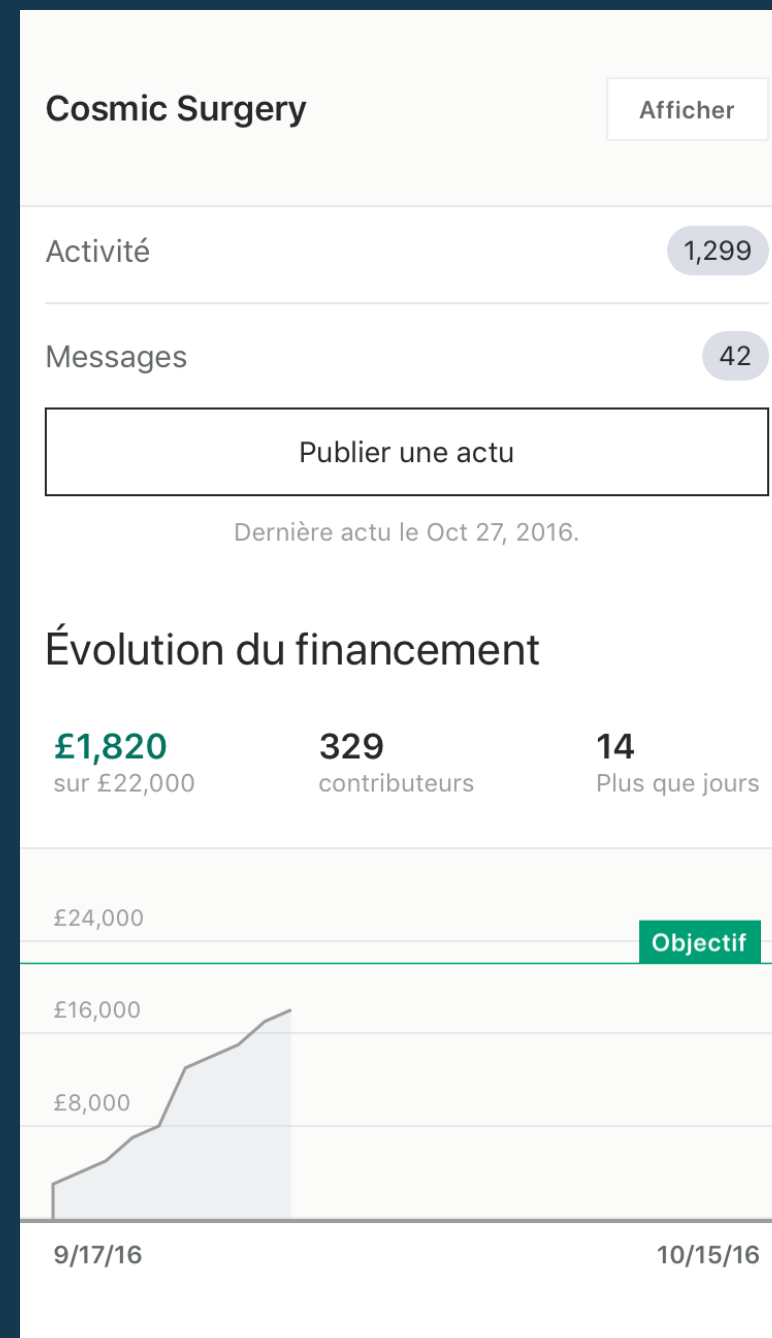 Cosmic Surgery
Afficher
Activité
1,299
Messages
42
Publier une actu
Dernière actu le Oct 27, 2016.
Évolution du financement
£1,820
329
14
sur £22,000
contributeurs
Plus que jours
£24,000
Objectif
£16,000
£8,000
9/17/16
10/15/16